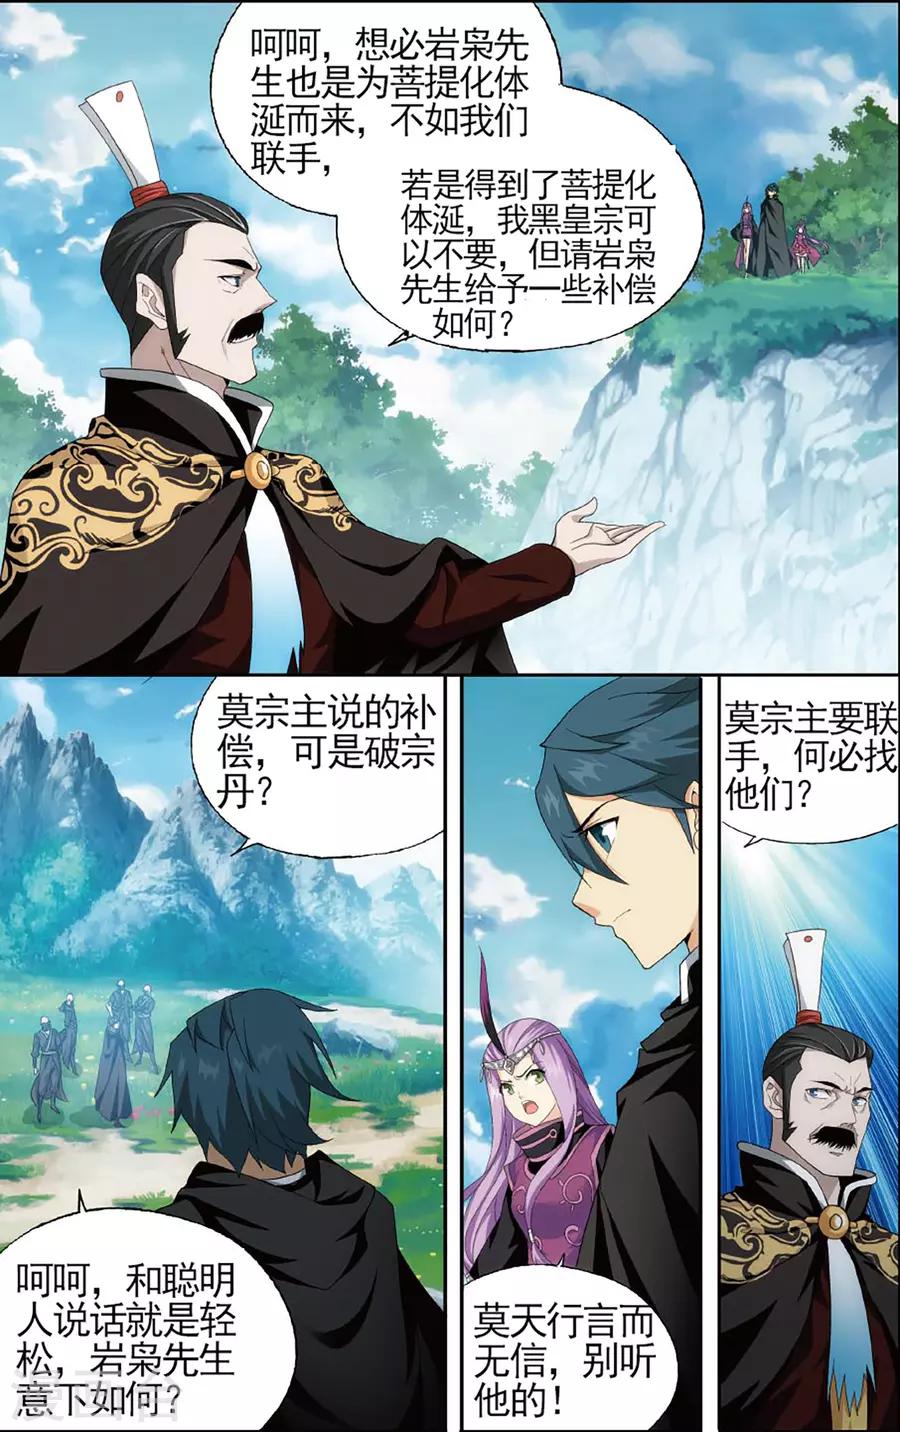 呵呵，想必岩枭先
生也是为菩提化体
涎而来，不如我们
联手，
若是得到了菩提化
体涎，我黑皇宗可
以不要，但请岩枭
先生给予一些补偿
如何？
莫宗主说的补
偿，可是破宗
丹？
呵呵，和聪明
人说话就是轻
松，岩枭先生
意下如何？
莫天行言而
无信，别听
他的！
莫宗主要联
手，何必找
他们？
漫画台